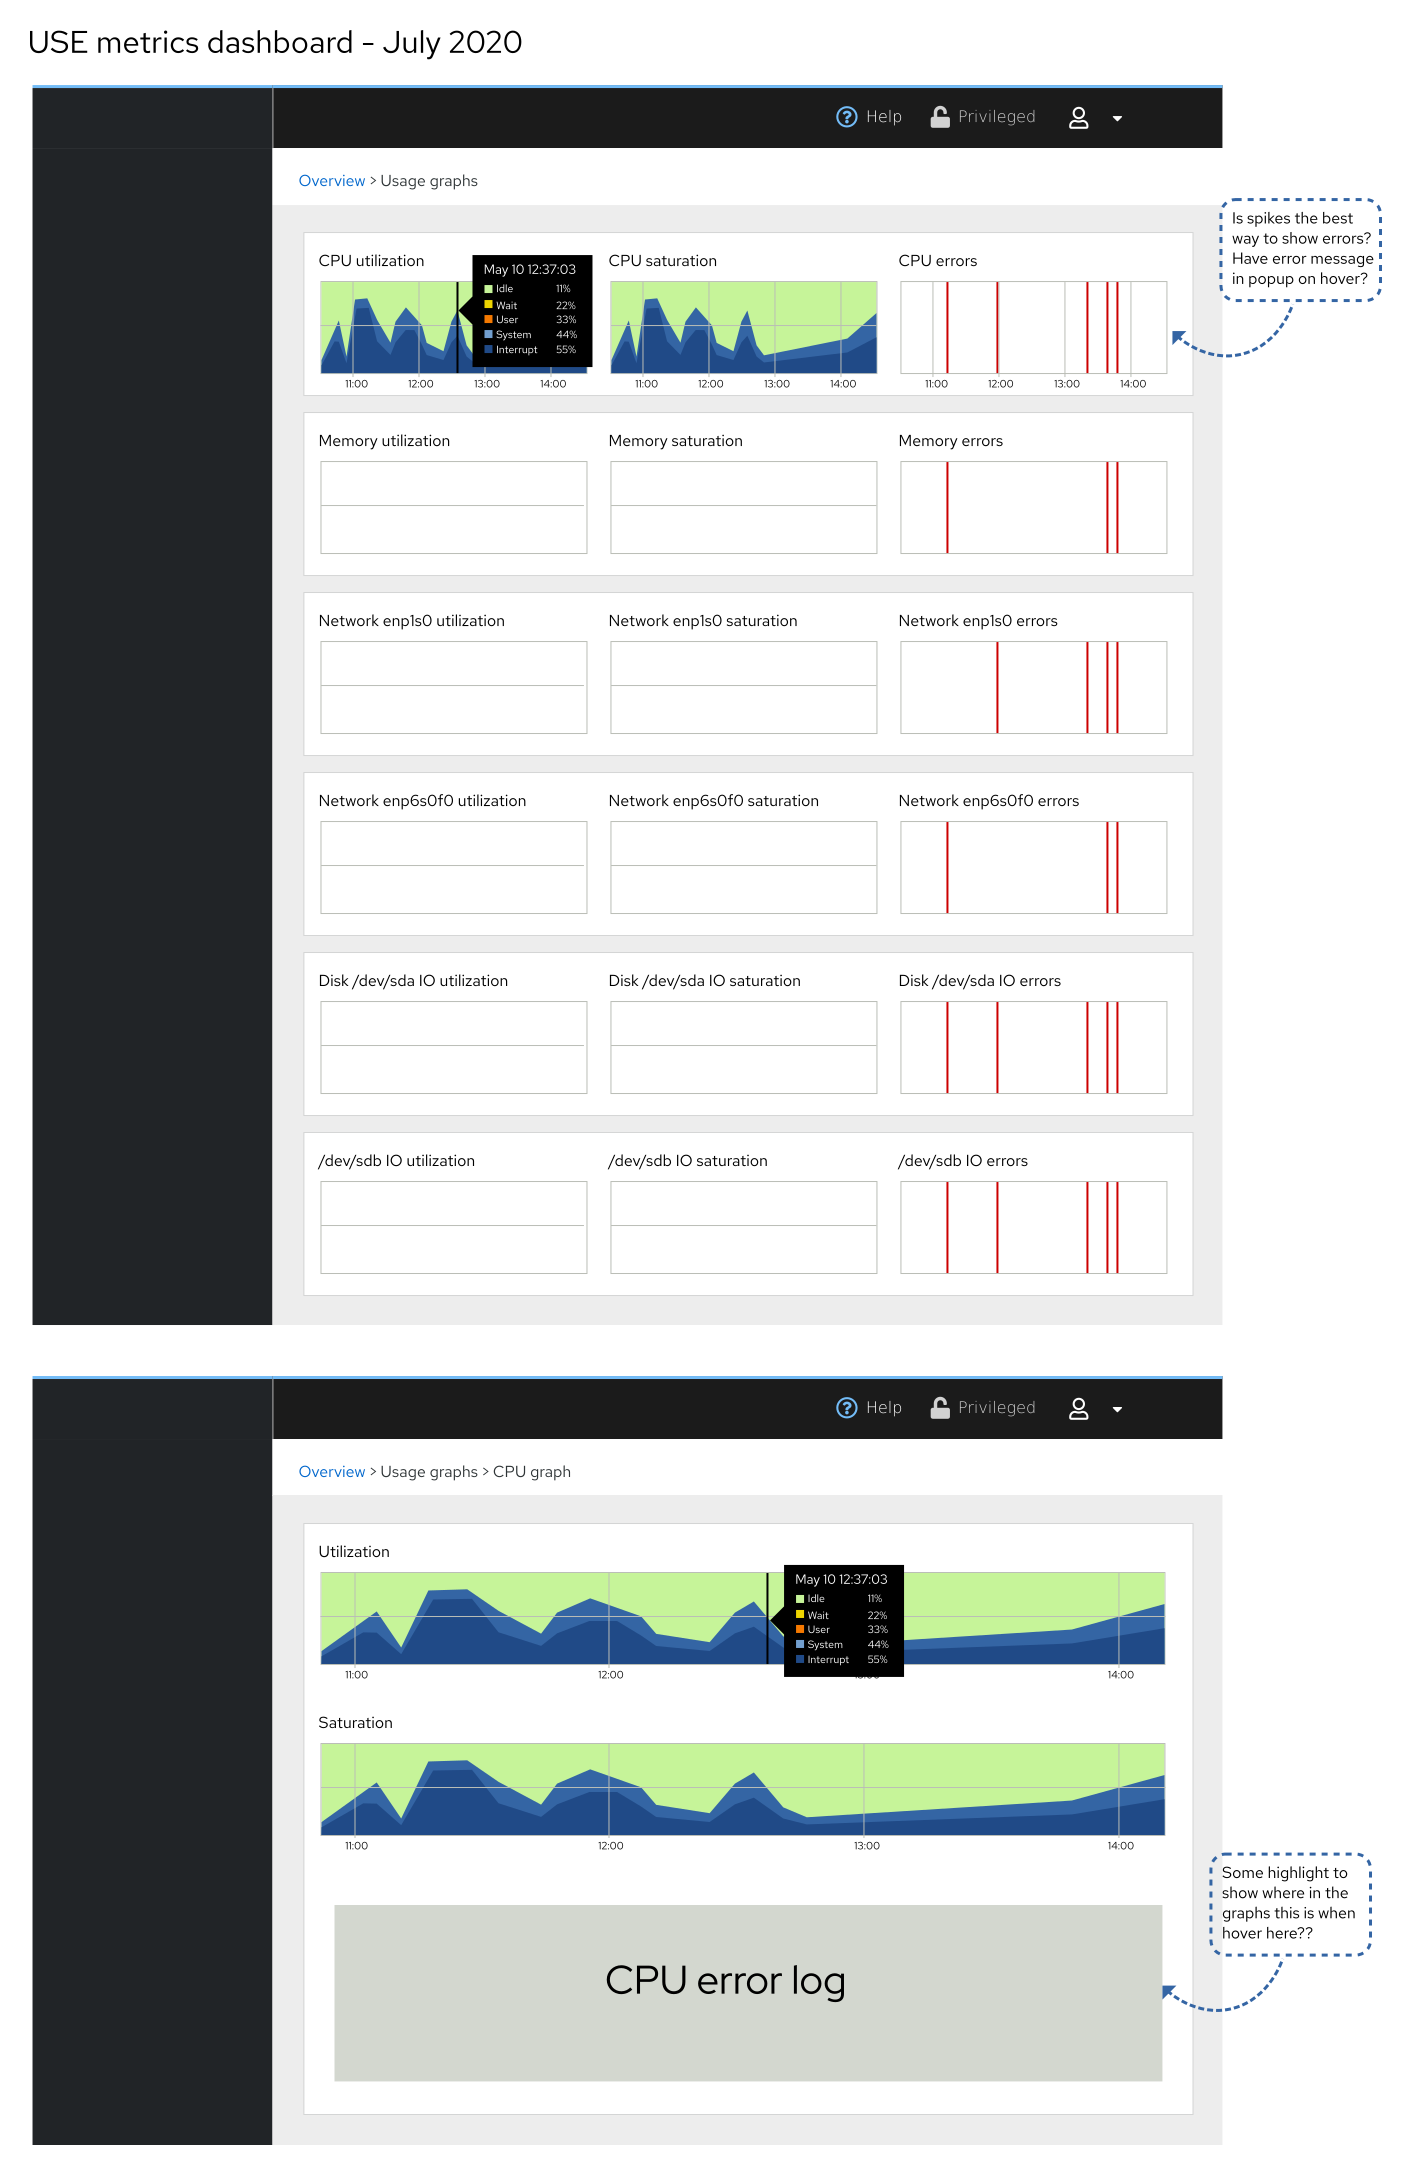 USE metrics dashboard - July 2020
Help
Privileged
Overview > Usage graphs
Is spikes the best
way to show errors?
Have error message
in popup on hover?
CPU utilization
May 10 12:37:03
Idle 11%
Wait 22%
User 33%
System 44%
Interrupt 55%
11:00 12:00 13:00 14:00
CPU saturation
11:00 12:00 13:00 14:00
CPU errors
11:00 12:00 13:00 14:00
Memory utilization
Memory saturation
Memory errors
Network enp1s0 utilization
Network enp1s0 saturation
Network enp1s0 errors
Network enp6s0f0 utilization
Network enp6s0f0 saturation
Network enp6s0f0 errors
Disk /dev/sda IO utilization
Disk /dev/sda IO saturation
Disk /dev/sda IO errors
/dev/sdb IO utilization
/dev/sdb IO saturation
/dev/sdb IO errors
Help
Privileged
Overview > Usage graphs > CPU graph
Utilization
May 10 12:37:03
Idle 11%
Wait 22%
User 33%
System 44%
Interrupt 55%
11:00 12:00 14:00
Saturation
11:00 12:00 13:00 14:00
Some highlight to
show where in the
graphs this is when
hover here??
CPU error log